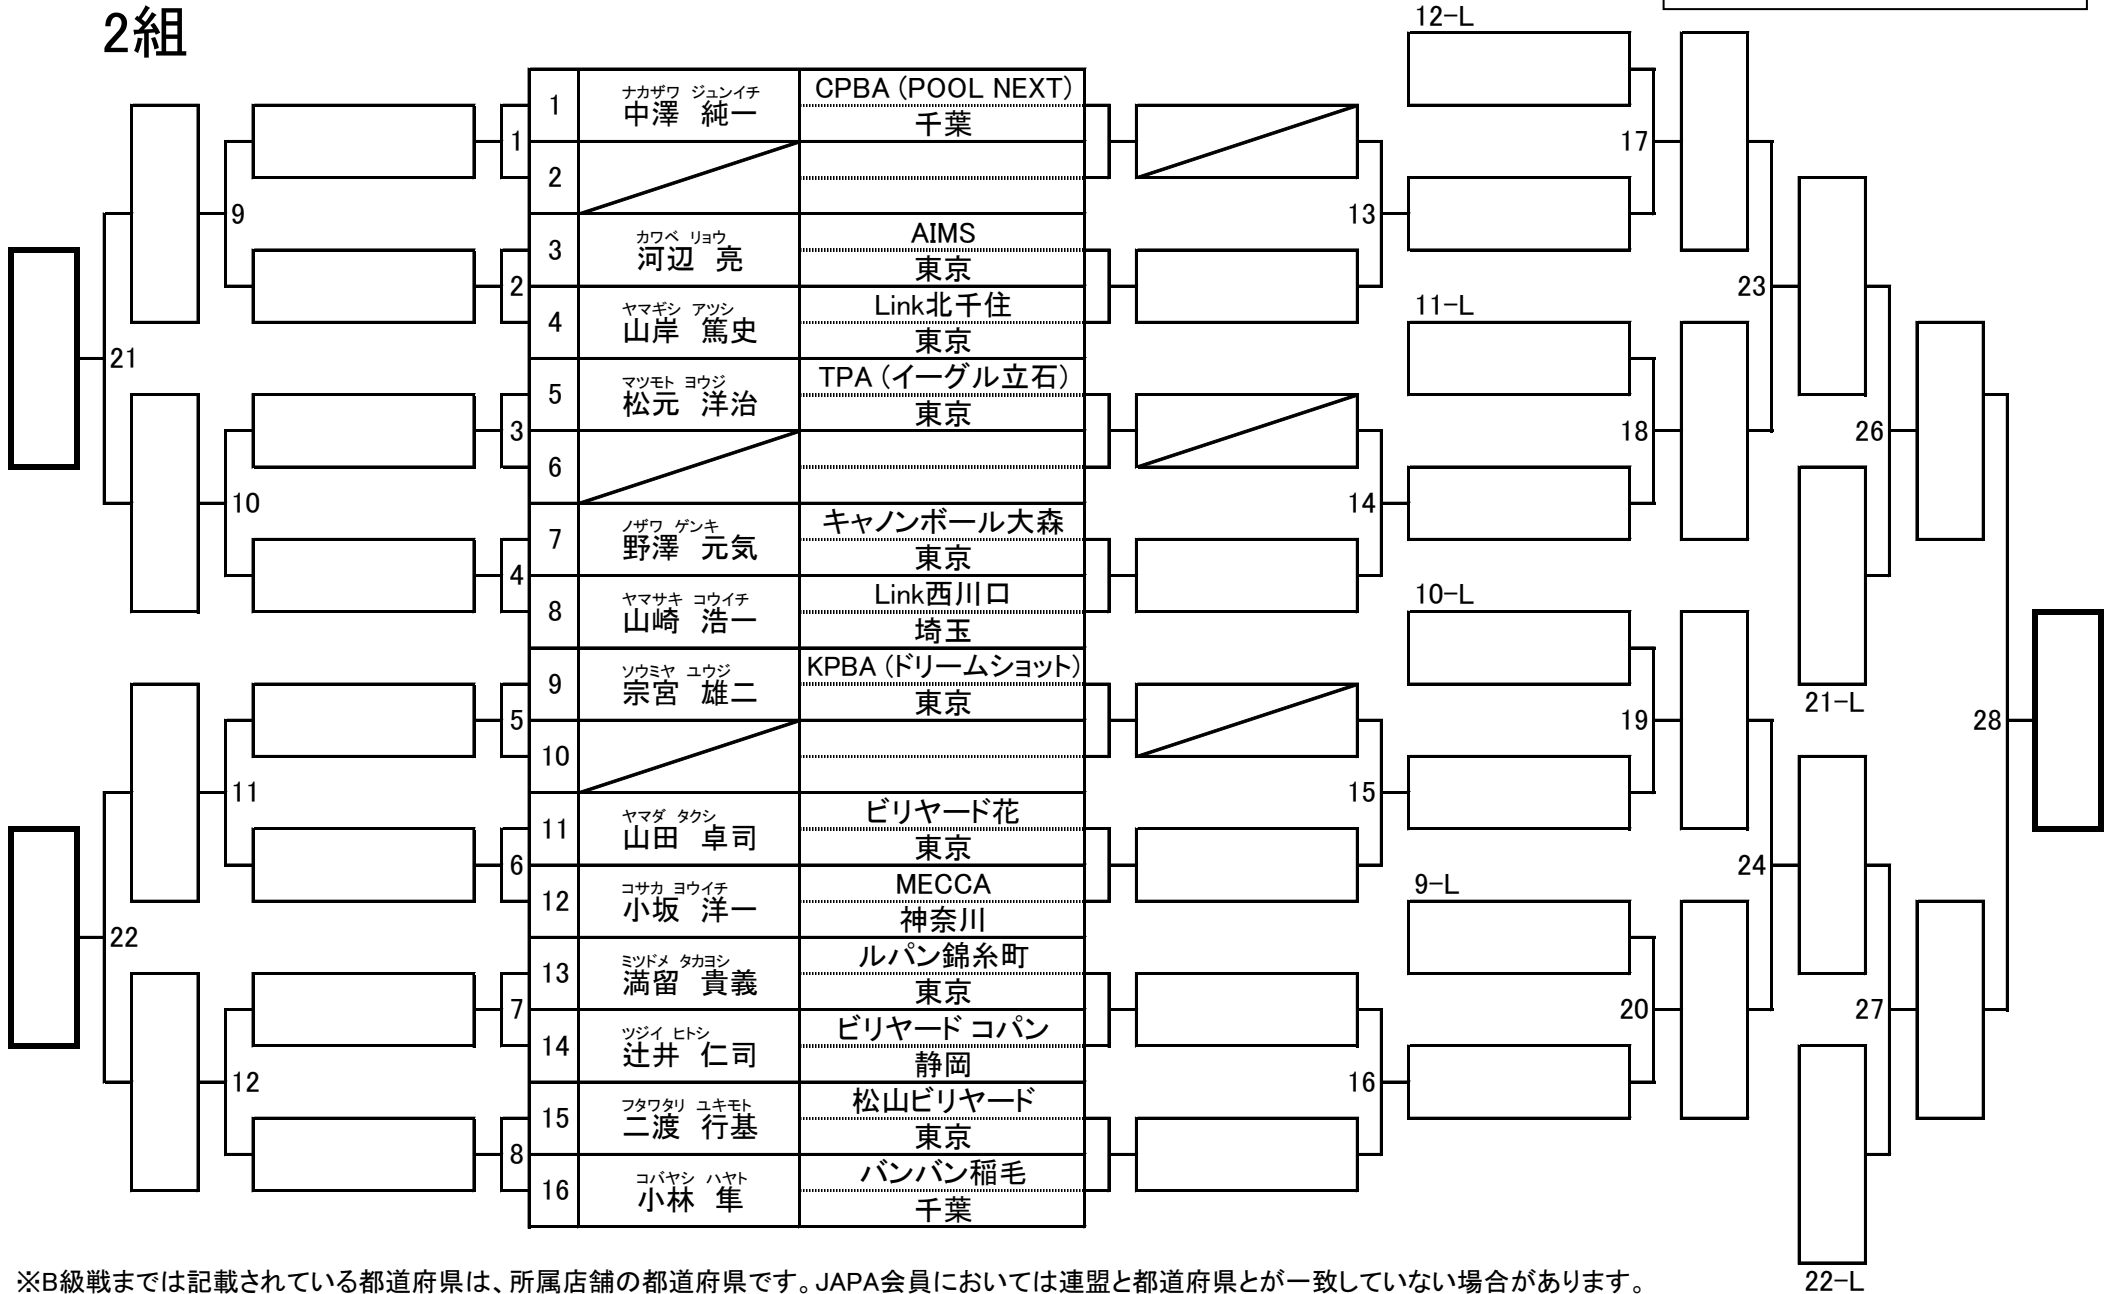 2組
12-L
1
ナカザワ ジュンイチ
中澤 純一
CPBA (POOL NEXT)
千葉
1
17
2
9
13
3
カワベ リョウ
河辺 亮
AIMS
東京
2
23
4
ヤマギシ アツシ
山岸 篤史
Link北千住
東京
11-L
21
5
マツモト ヨウジ
松元 洋治
TPA (イーグル立石)
東京
3
18
26
6
10
14
7
ノザワ ゲンキ
野澤 元気
キャノンボール大森
東京
4
8
ヤマサキ コウイチ
山崎 浩一
Link西川口
埼玉
10-L
9
ソウミヤ ユウジ
宗宮 雄二
KPBA (ドリームショット)
東京
21-L
5
19
28
10
11
15
11
ヤマダ タクシ
山田 卓司
ビリヤード花
東京
6
24
12
コサカ ヨウイチ
小坂 洋一
MECCA
神奈川
9-L
22
13
ミツドメ タカヨシ
満留 貴義
ルパン錦糸町
東京
7
20
27
14
ツジイ ヒトシ
辻井 仁司
ビリヤード コパン
静岡
12
16
15
フタワタリ ユキモト
二渡 行基
松山ビリヤード
東京
8
16
コバヤシ ハヤト
小林 隼
バンバン稲毛
千葉
※B級戦までは記載されている都道府県は、所属店舗の都道府県です。JAPA会員においては連盟と都道府県とが一致していない場合があります。
22-L